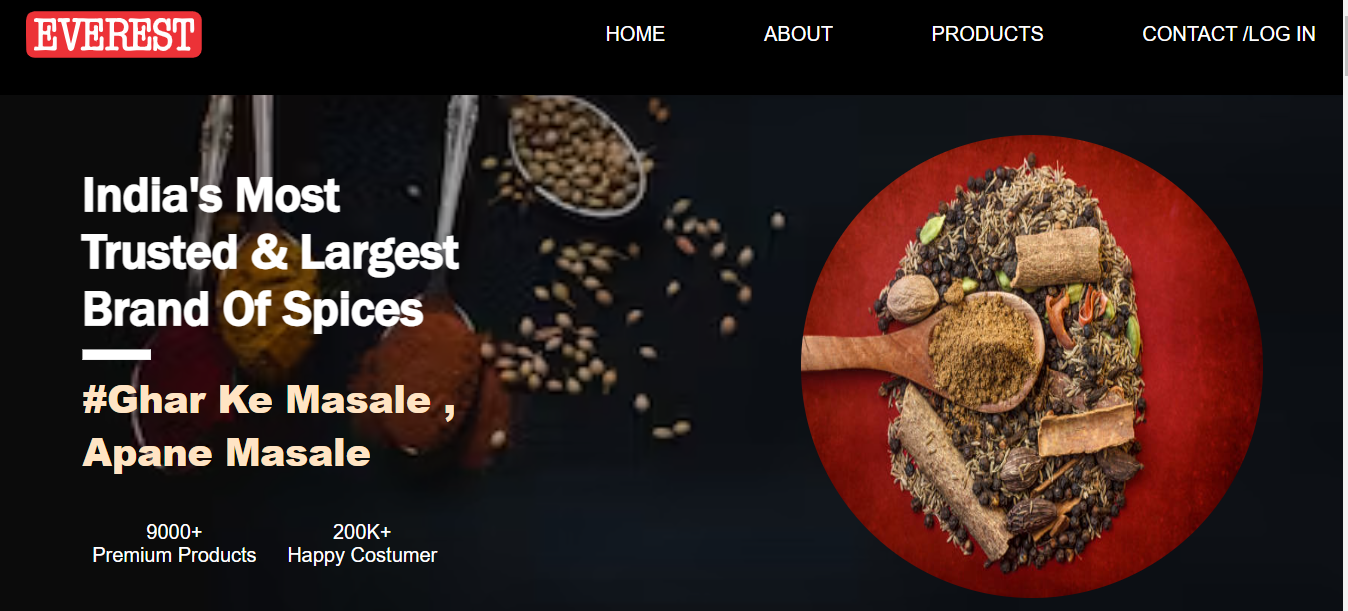 EVEREST
HOME ABOUT PRODUCTS CONTACT /LOG IN
India's Most
Trusted & Largest
Brand Of Spices
#Ghar Ke Masale ,
Apane Masale
9000+ 200K+
Premium Products Happy Costumer